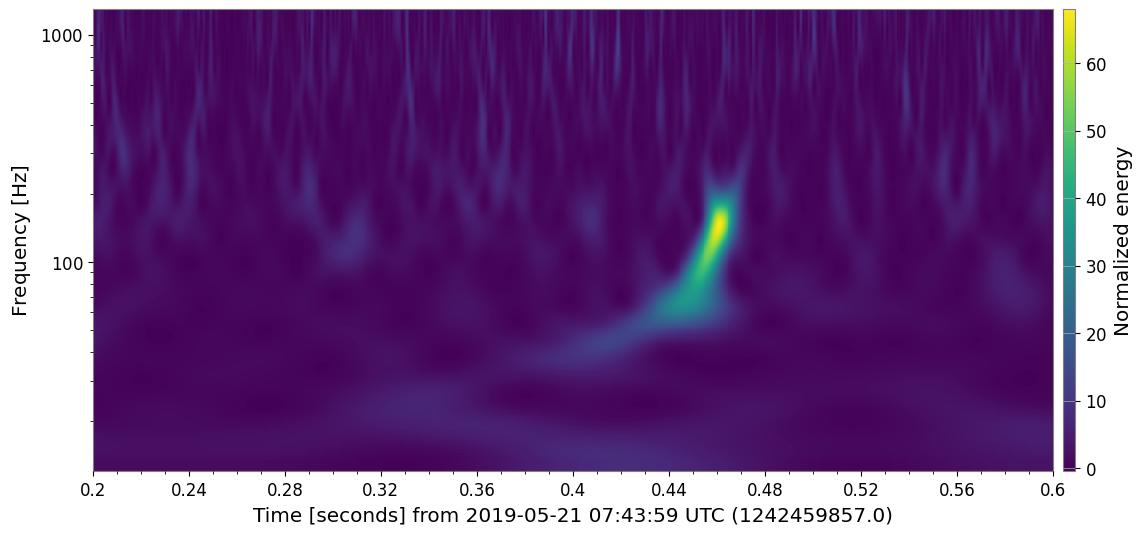 1000
100
Frequency [Hz]
0.2 0.24 0.28 0.32 0.36 0.4 0.44 0.48 0.52 0.56 0.6
Time [seconds] from 2019-05-21 07:43:59 UTC (1242459857.0)
60
50
40
30
20
10
0
Normalized energy